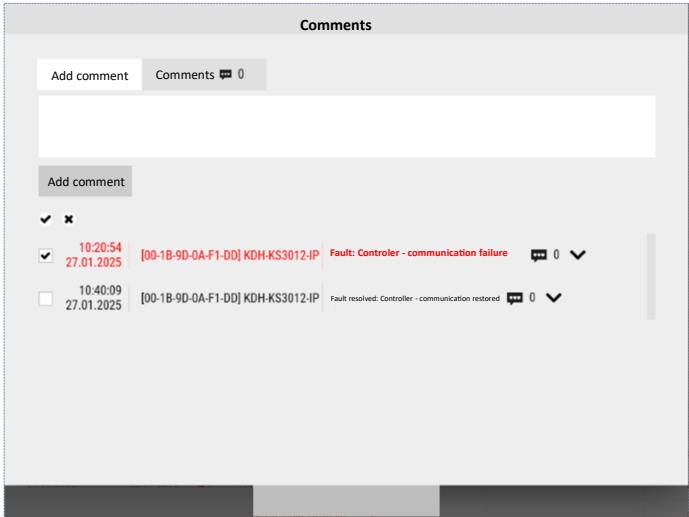 Comments
Add comment Comments 0
Add comment
10:20:54
27.01.2025 [00-1B-9D-0A-F1-DD] KDH-KS3012-IP Fault: Controler - communication failure 0
10:40:09
27.01.2025 [00-1B-9D-0A-F1-DD] KDH-KS3012-IP Fault resolved: Controller - communication restored 0